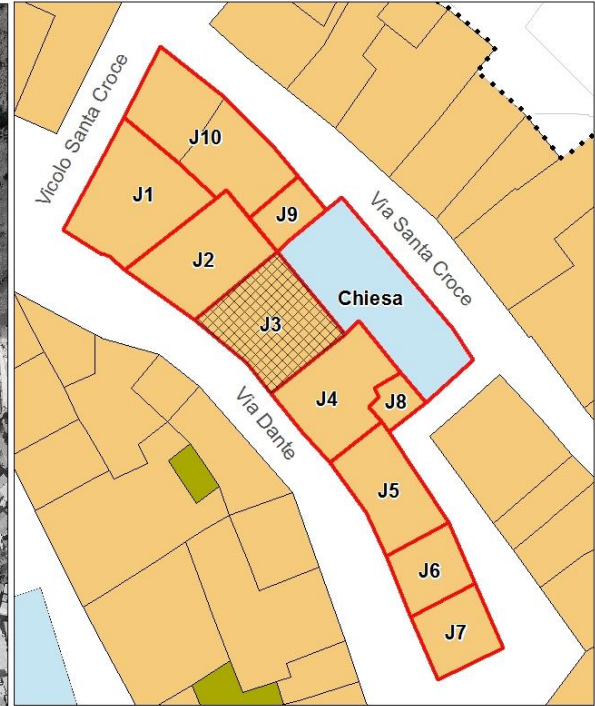 Vicolo Santa Croce
J10
J1
J9
Via Santa Croce
J2
Chiesa
J3
J4
J8
Via Dante
J5
J6
J7